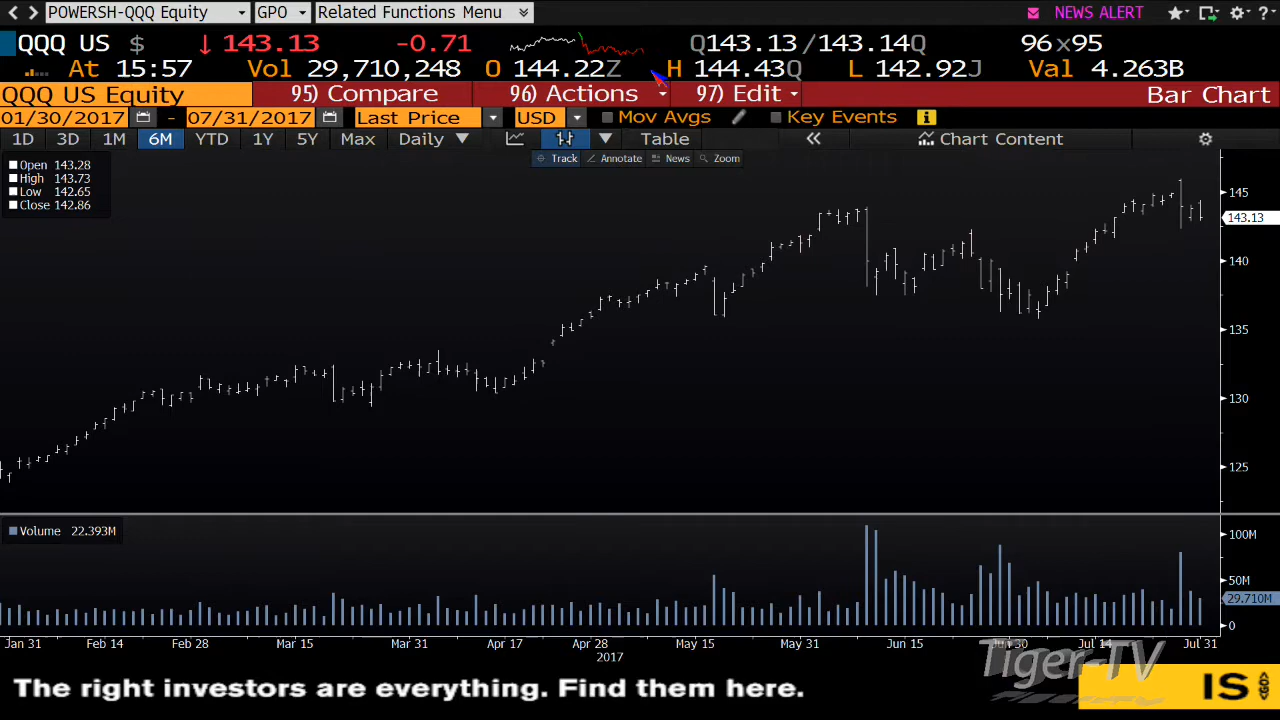 POWERSH-QQQ Equity GPO Related Functions Menu NEWS ALERT ?
QQQ US $ ↓ 143.13 -0.71 Q143.13/143.14Q 96x95
At 15:57 Vol 29,710,248 O 144.22Z H 144.43Q L 142.92J Val 4.263B
QQQ US Equity 95) Compare 96) Actions 97) Edit Bar Chart
01/30/2017 - 07/31/2017 Last Price USD Mov Avgs Key Events i
1D 3D 1M 6M YTD 1Y 5Y Max Daily Table « Chart Content
Track Annotate News Zoom
Open 143.28
High 143.73
Low 142.65
Close 142.86
145
143.13
140
135
130
125
Volume 22.393M
100M
50M
29.710M
0
Jan 31 Feb 14 Feb 28 Mar 15 Mar 31 Apr 17 Apr 28 May 15 May 31 Jun 15 Jun 30 Jul 14 Jul 31
2017
Tiger-TV
The right investors are everything. Find them here.
IS